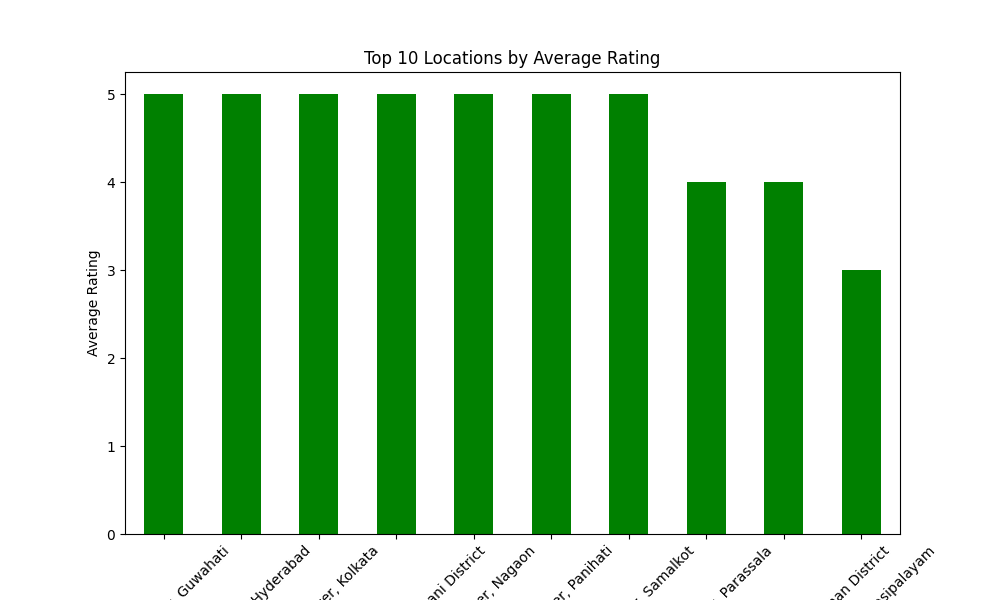 Top 10 Locations by Average Rating
Average Rating
5
4
3
2
1
0
Guwahati
Hyderabad
Kolkata
District
Nagaon
Panihati
Samalkot
Parassala
District